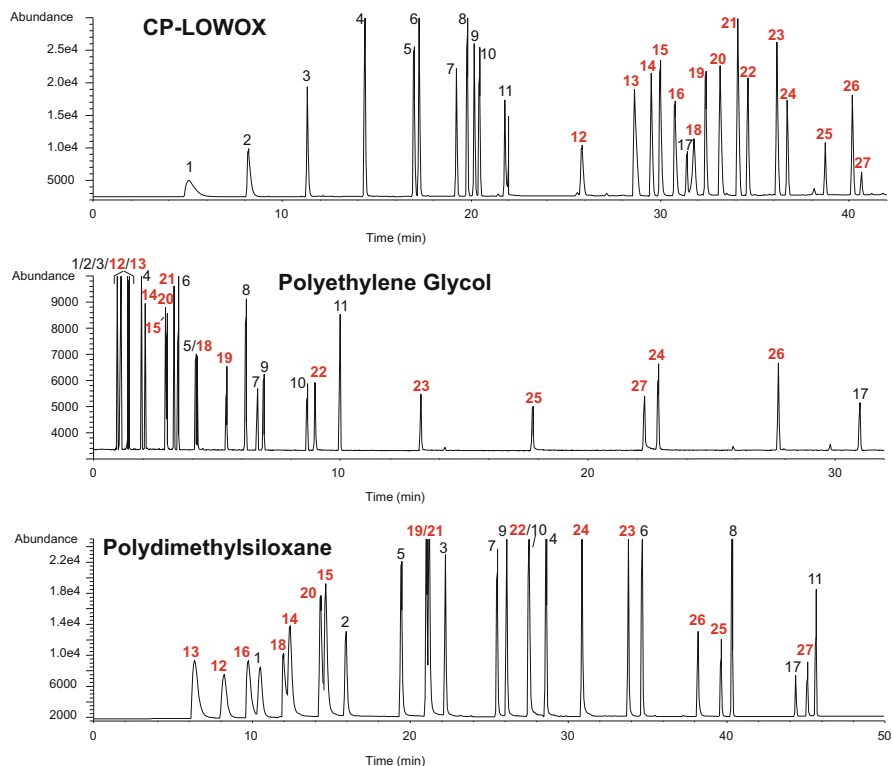 CP-LOWOX
Abundance
2.5e4
2.0e4
1.5e4
1.0e4
5000
1 2 3 4 5 6 7 8 9 10 11 12 13 14 15 16 17 18 19 20 21 22 23 24 25 26 27
0 10 20 30 40
Time (min)
Polyethylene Glycol
Abundance
9000
8000
7000
6000
5000
4000
1/2/3/12/13 4 14 15 20 21 6 5/18 19 8 7 9 10 22 11 23 25 27 24 26 17
0 10 20 30
Time (min)
Polydimethylsiloxane
Abundance
2.2e4
1.8e4
1.4e4
1.0e4
6000
2000
13 12 16 1 18 14 20 15 2 5 19/21 3 7 9 22/10 4 24 23 6 26 25 8 17 27 11
0 10 20 30 40 50
Time (min)